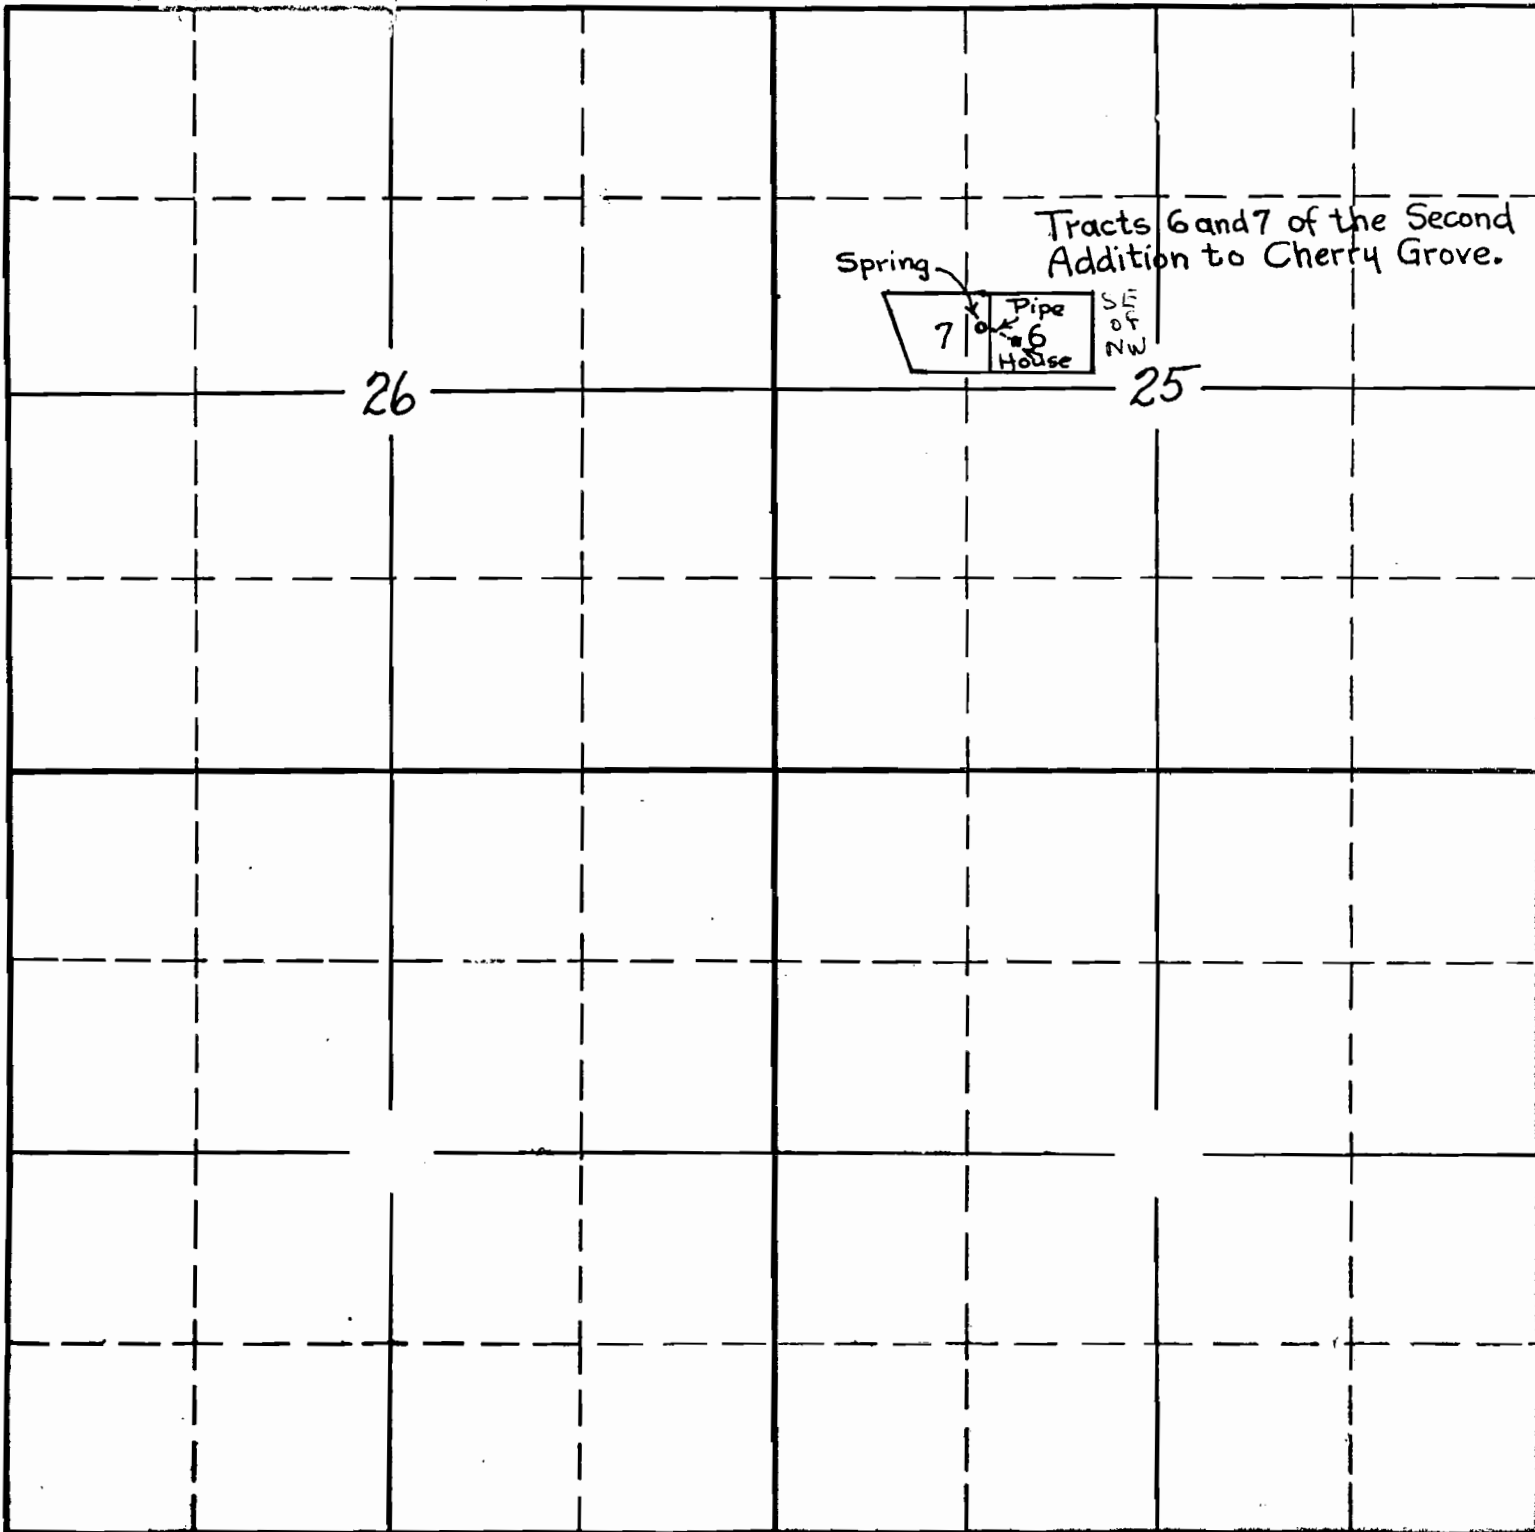 Tracts 6 and 7 of the Second
Addition to Cherry Grove.
Spring
Pipe
7
6
House
SE
of
NW
26
25